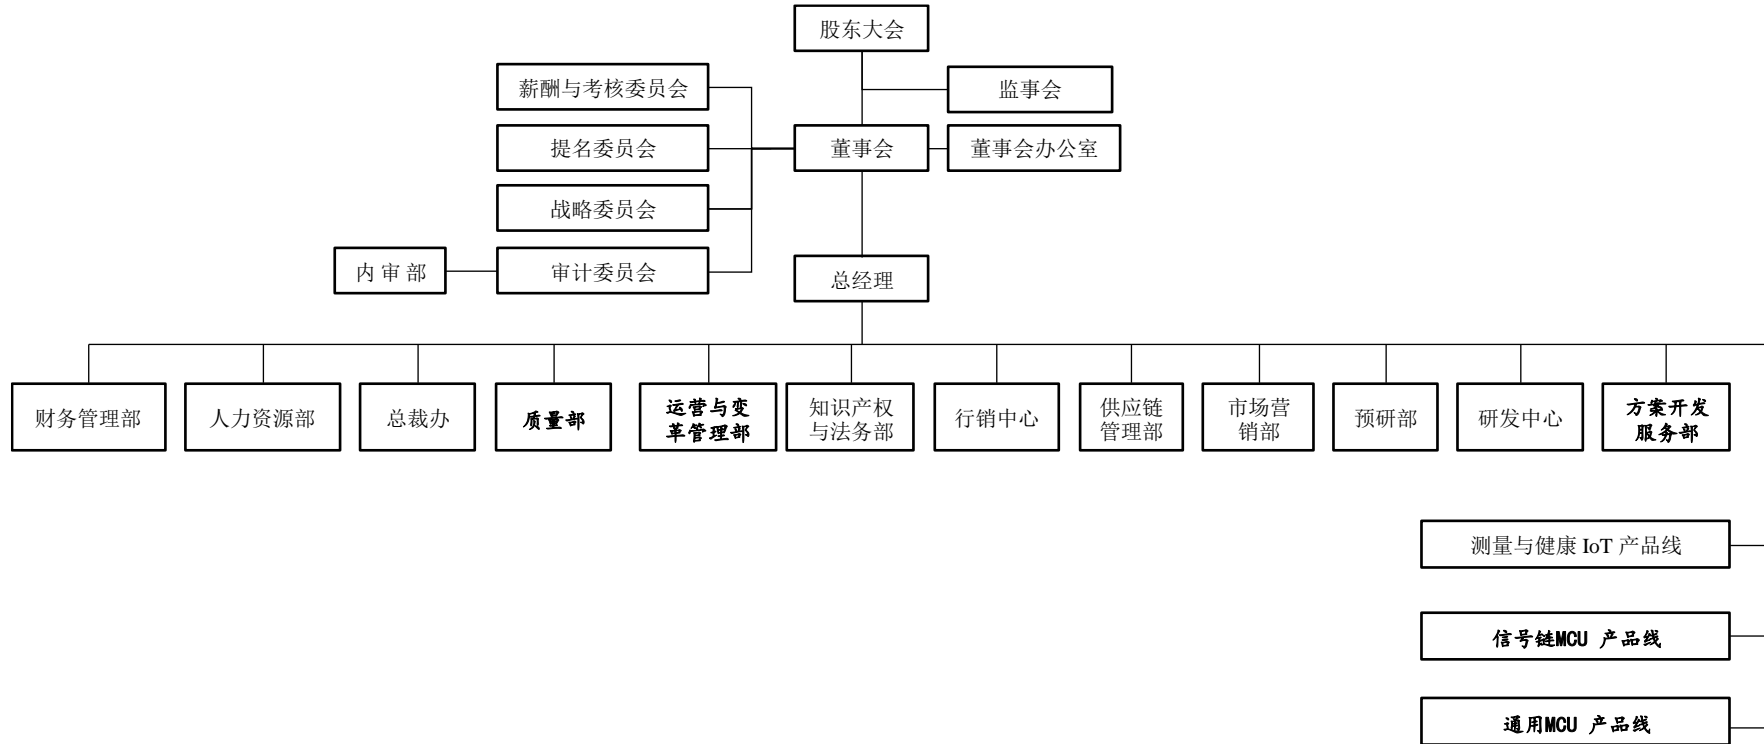 股东大会
薪酬与考核委员会
监事会
提名委员会
董事会
董事会办公室
战略委员会
内 审 部
审计委员会
总经理
财务管理部
人力资源部
总裁办
质量部
运营与变
革管理部
知识产权
与法务部
行销中心
供应链
管理部
市场营
销部
预研部
研发中心
方案开发
服务部
测量与健康 IoT 产品线
信号链MCU 产品线
通用MCU 产品线